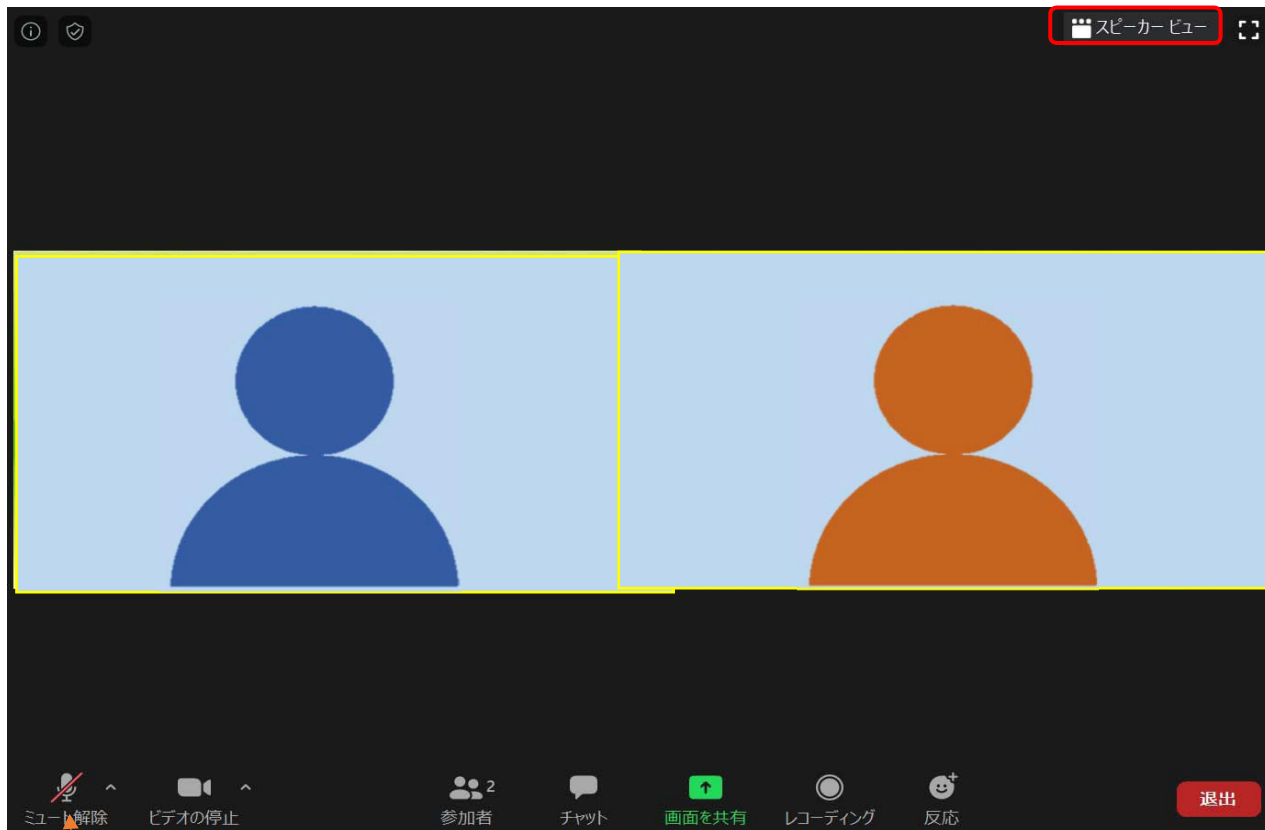 スピーカー ビュー
ミュート解除
ビデオの停止
参加者
2
チャット
画面を共有
レコーディング
反応
退出